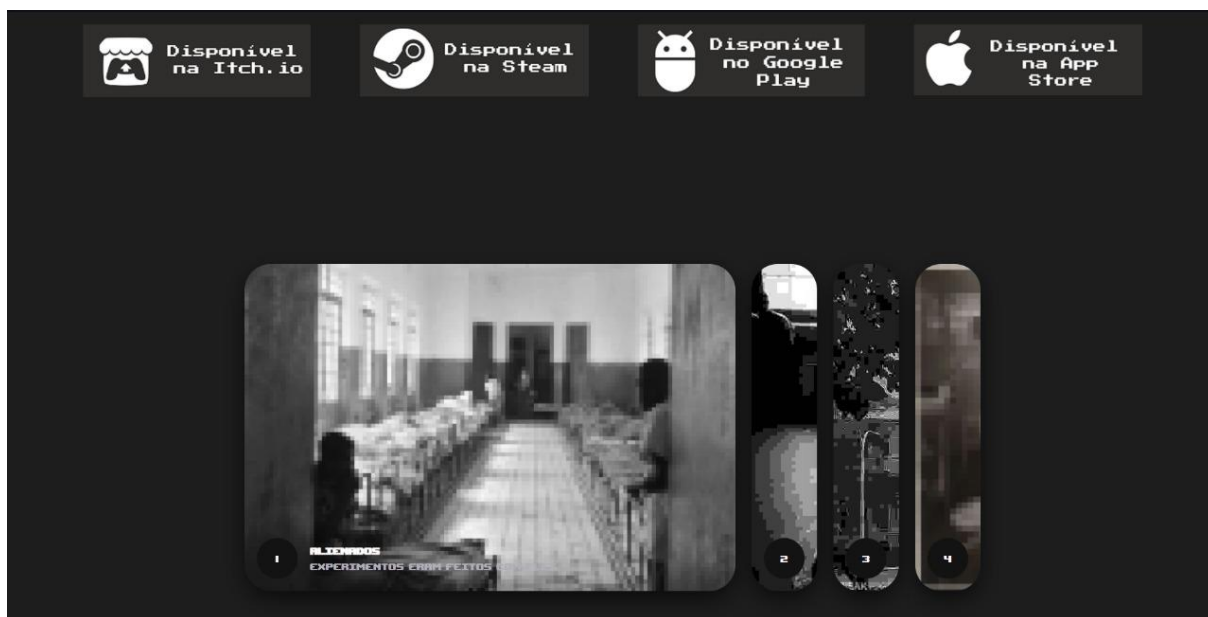 Disponível
na Itch.io
Disponível
na Steam
Disponível
no Google
Play
Disponível
na App
Store
1
ALIENADOS
EXPERIMENTOS ERAM FEITOS
2
3
4